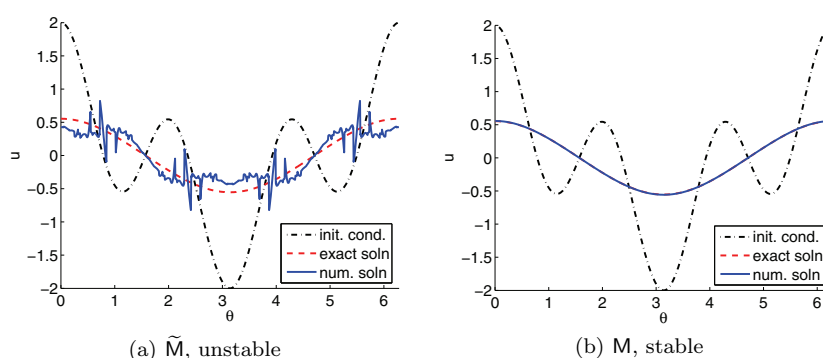 2
1.5
1
0.5
0
−0.5
−1
−1.5
−2
u
0 1 2 3 4 5 6
θ
init. cond.
exact soln
num. soln
(a) M̃, unstable
2
1.5
1
0.5
0
−0.5
−1
−1.5
−2
u
0 1 2 3 4 5 6
θ
init. cond.
exact soln
num. soln
(b) M, stable